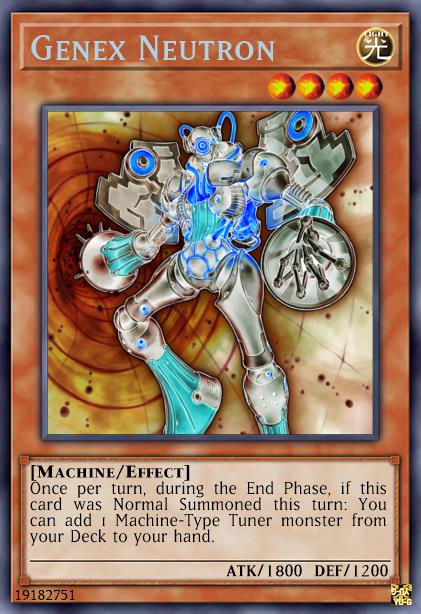 Genex Neutron
LIGHT
光
[Machine/Effect]
Once per turn, during the End Phase, if this
card was Normal Summoned this turn: You
can add 1 Machine-Type Tuner monster from
your Deck to your hand.
ATK/1800 DEF/1200
19182751